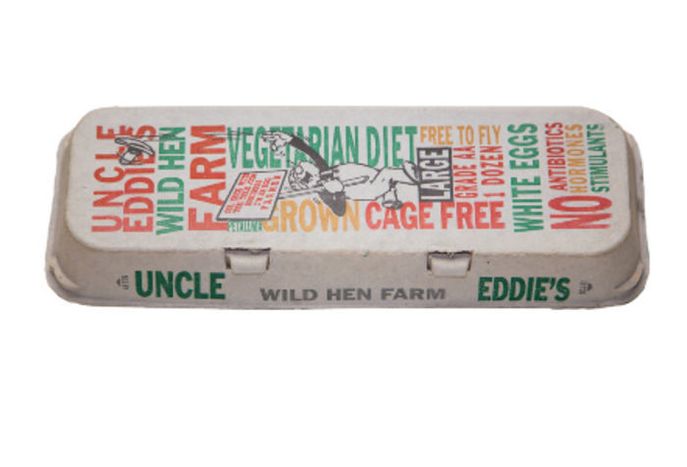 UNCLE
EDDIE'S
WILD HEN
FARM
VEGETARIAN DIET
GROWN
FREE TO FLY
CAGE FREE
LARGE
GRADE AA
1 DOZEN
WHITE EGGS
NO
ANTIBIOTICS
HORMONES
STIMULANTS
UNCLE WILD HEN FARM EDDIE'S